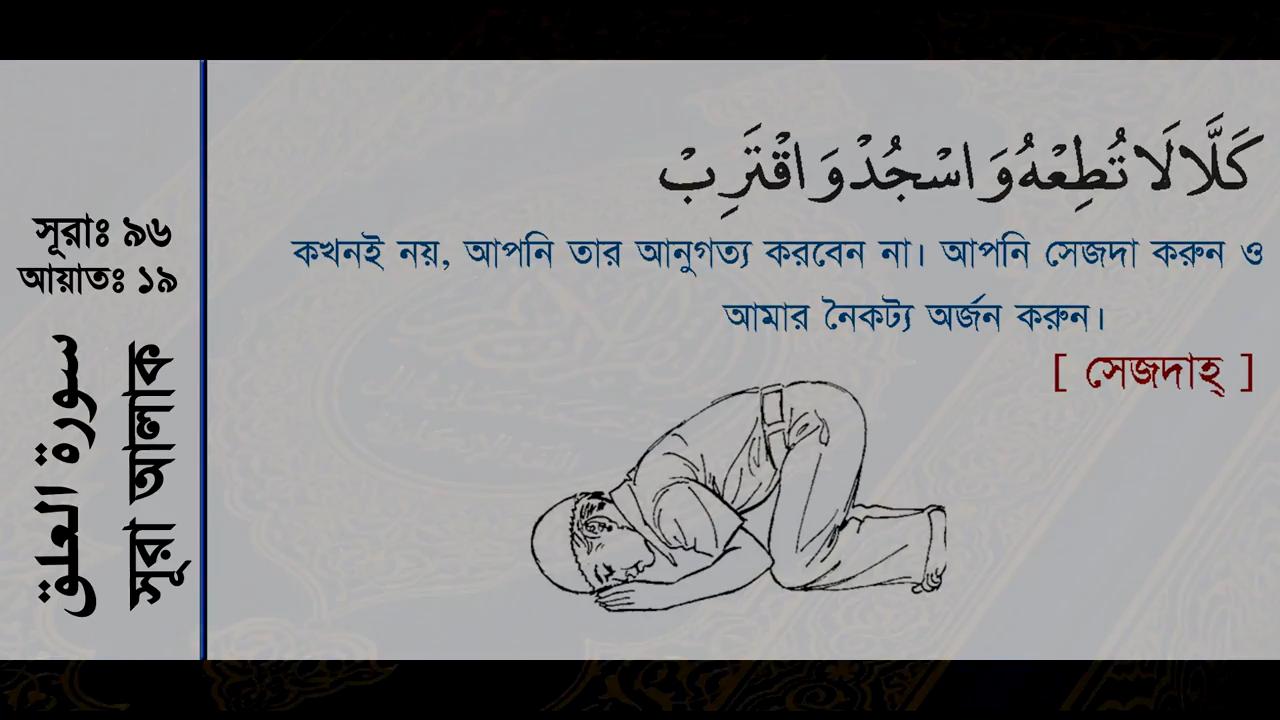 সূরাঃ ৯৬
আয়াতঃ ১৯
سورة العلق
সূরা আলাক
كَلَّا لَا تُطِعْهُ وَاسْجُدْ وَاقْتَرِبْ
কখনই নয়, আপনি তার আনুগত্য করবেন না। আপনি সেজদা করুন ও
আমার নৈকট্য অর্জন করুন।
[ সেজদাহ্ ]